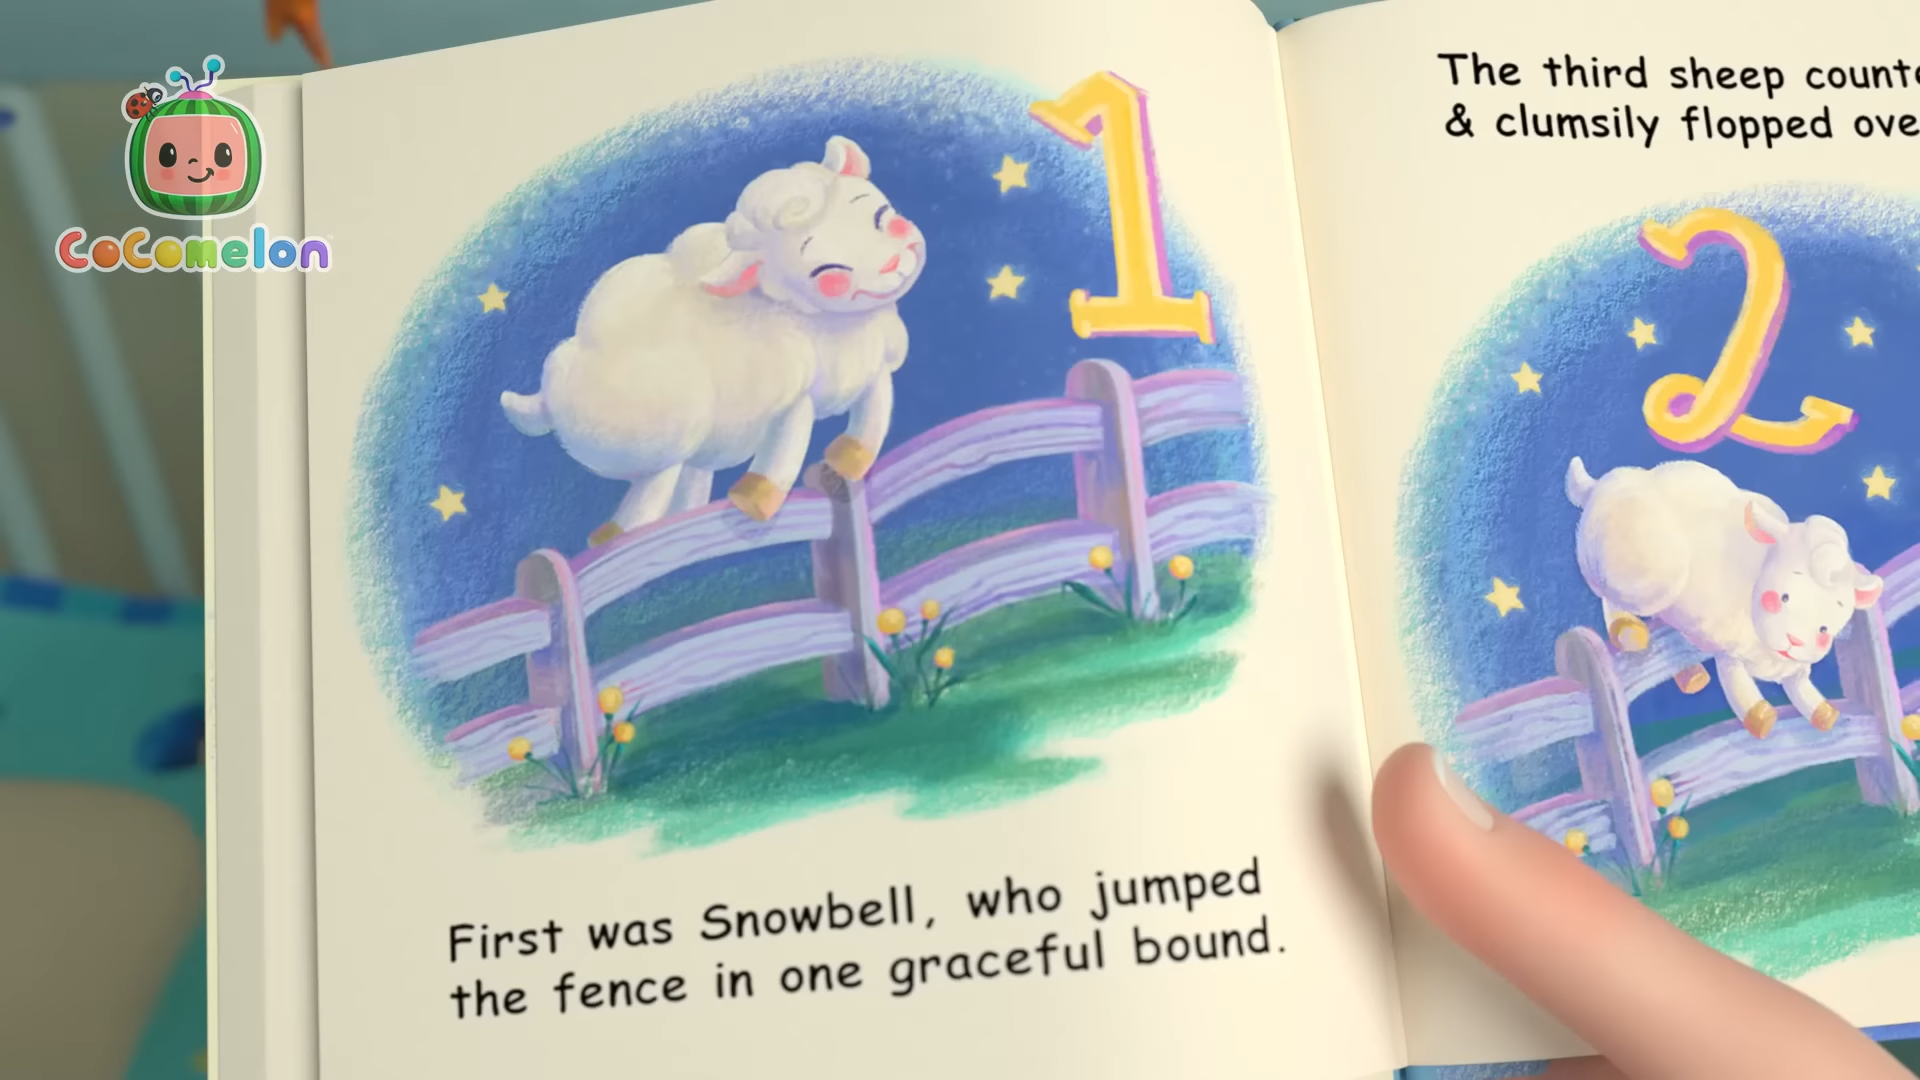 CoComelon
1
First was Snowbell, who jumped
the fence in one graceful bound.
The third sheep
& clumsily flopped
2